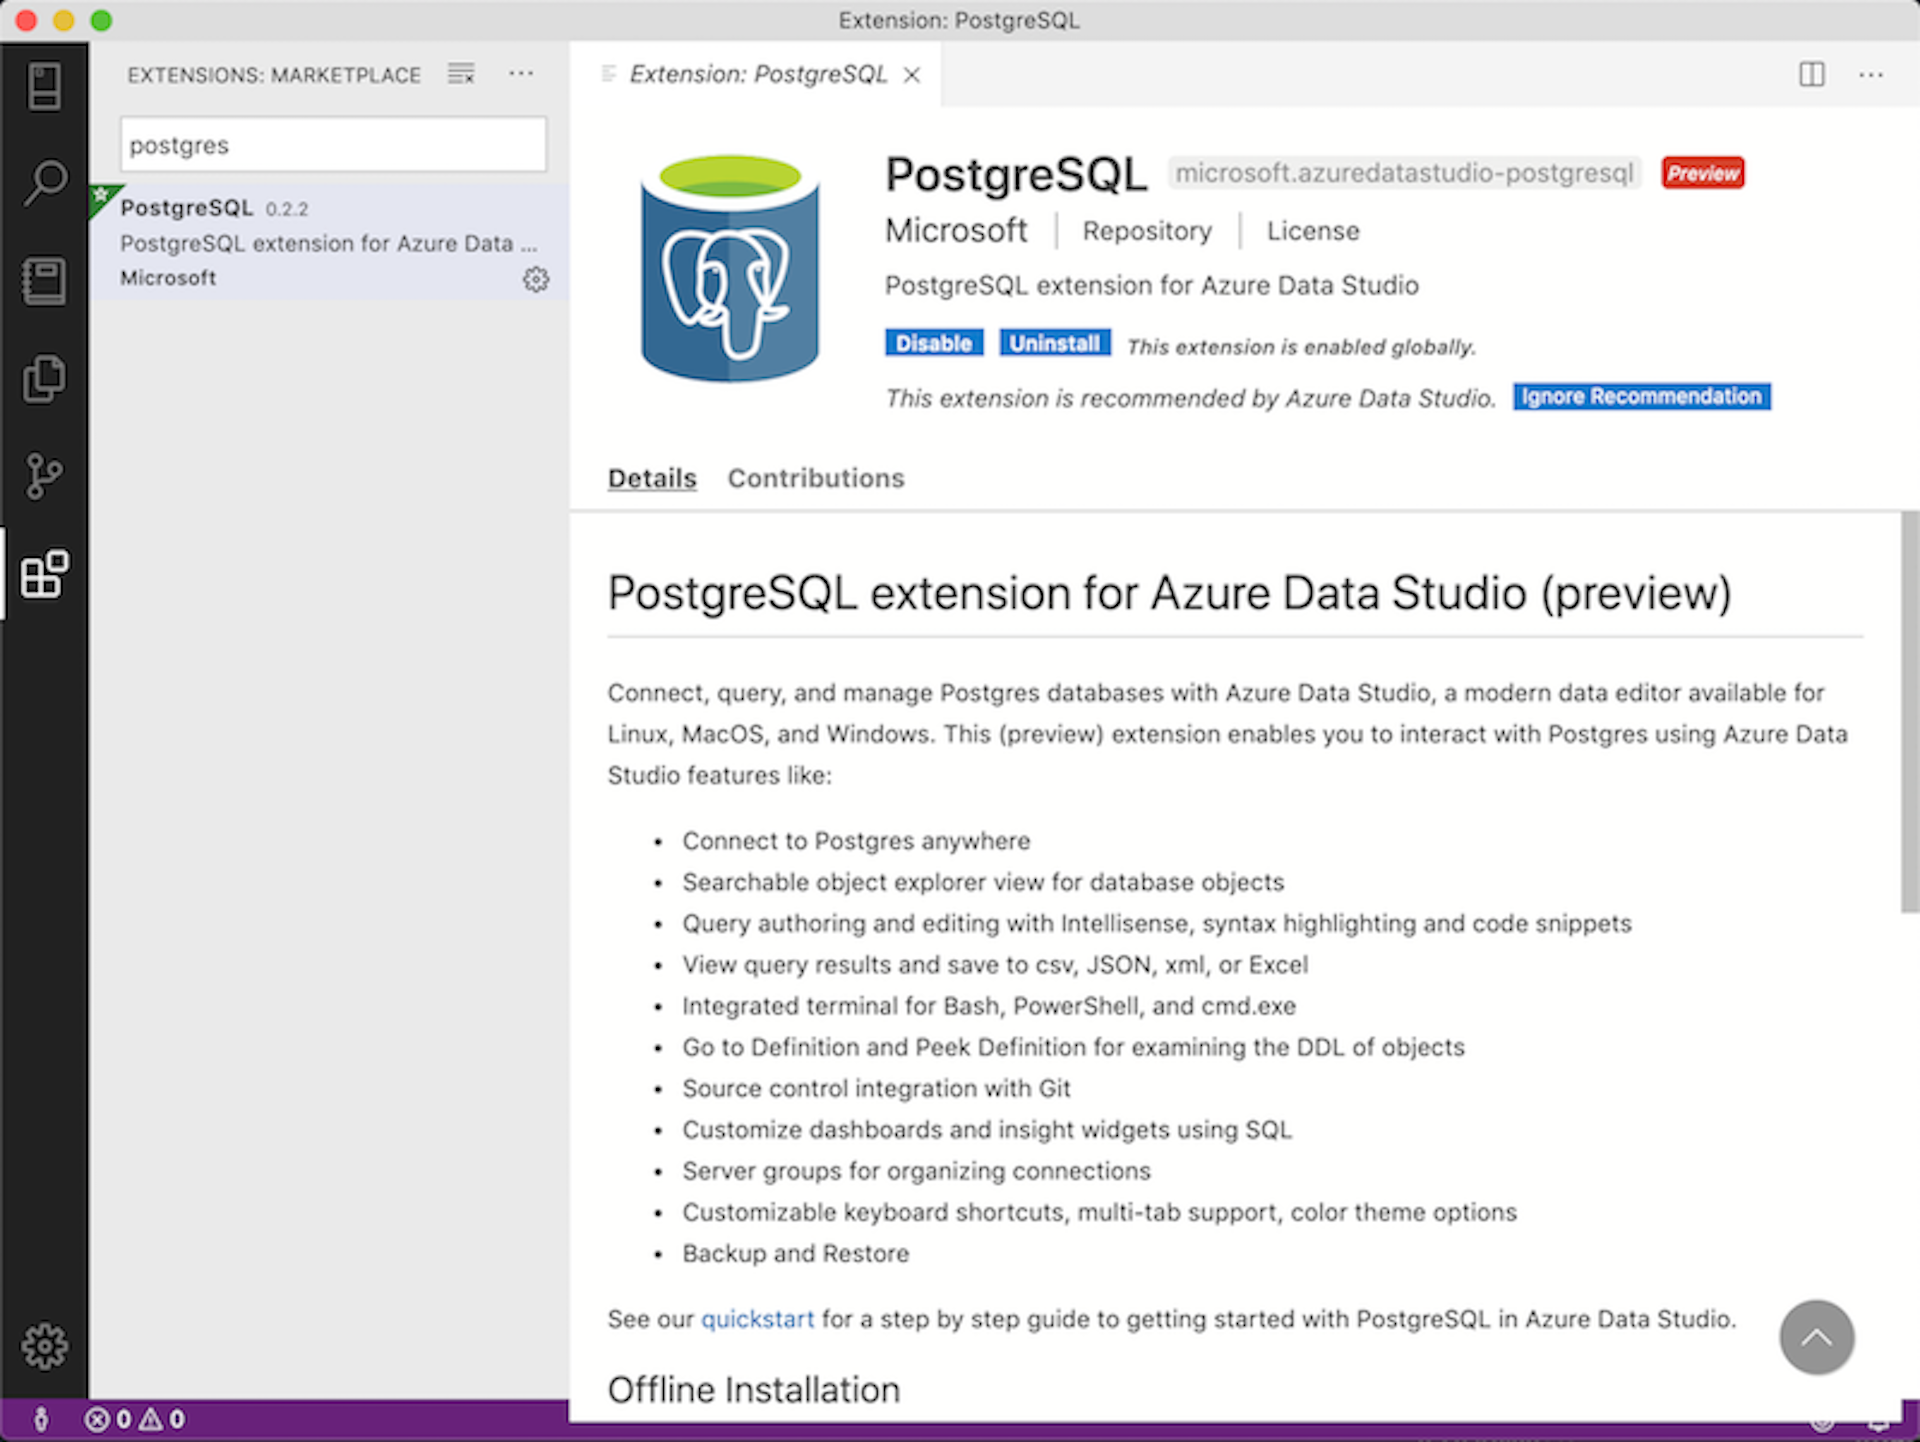 Extension: PostgreSQL
EXTENSIONS: MARKETPLACE
Extension: PostgreSQL
postgres
PostgreSQL 0.2.2
PostgreSQL extension for Azure Data ...
Microsoft
PostgreSQL microsoft.azuredatastudio-postgresql Preview
Microsoft Repository License
PostgreSQL extension for Azure Data Studio
Disable Uninstall This extension is enabled globally.
This extension is recommended by Azure Data Studio. Ignore Recommendation
Details Contributions
PostgreSQL extension for Azure Data Studio (preview)
Connect, query, and manage Postgres databases with Azure Data Studio, a modern data editor available for
Linux, MacOS, and Windows. This (preview) extension enables you to interact with Postgres using Azure Data
Studio features like:
• Connect to Postgres anywhere
• Searchable object explorer view for database objects
• Query authoring and editing with Intellisense, syntax highlighting and code snippets
• View query results and save to csv, JSON, xml, or Excel
• Integrated terminal for Bash, PowerShell, and cmd.exe
• Go to Definition and Peek Definition for examining the DDL of objects
• Source control integration with Git
• Customize dashboards and insight widgets using SQL
• Server groups for organizing connections
• Customizable keyboard shortcuts, multi-tab support, color theme options
• Backup and Restore
See our quickstart for a step by step guide to getting started with PostgreSQL in Azure Data Studio.
Offline Installation
0 0